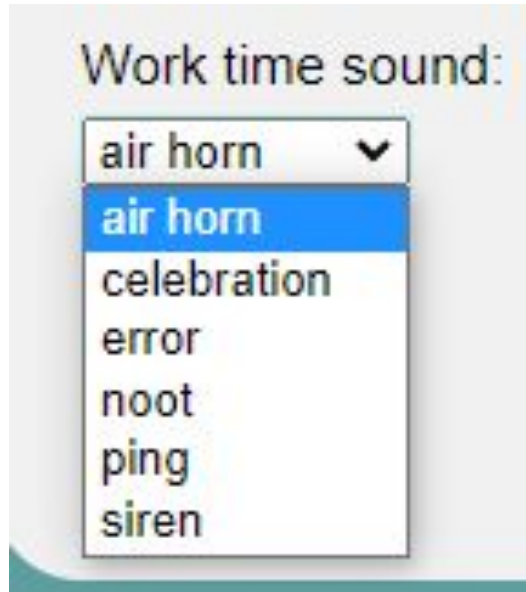 Work time sound:
air horn
air horn
celebration
error
noot
ping
siren